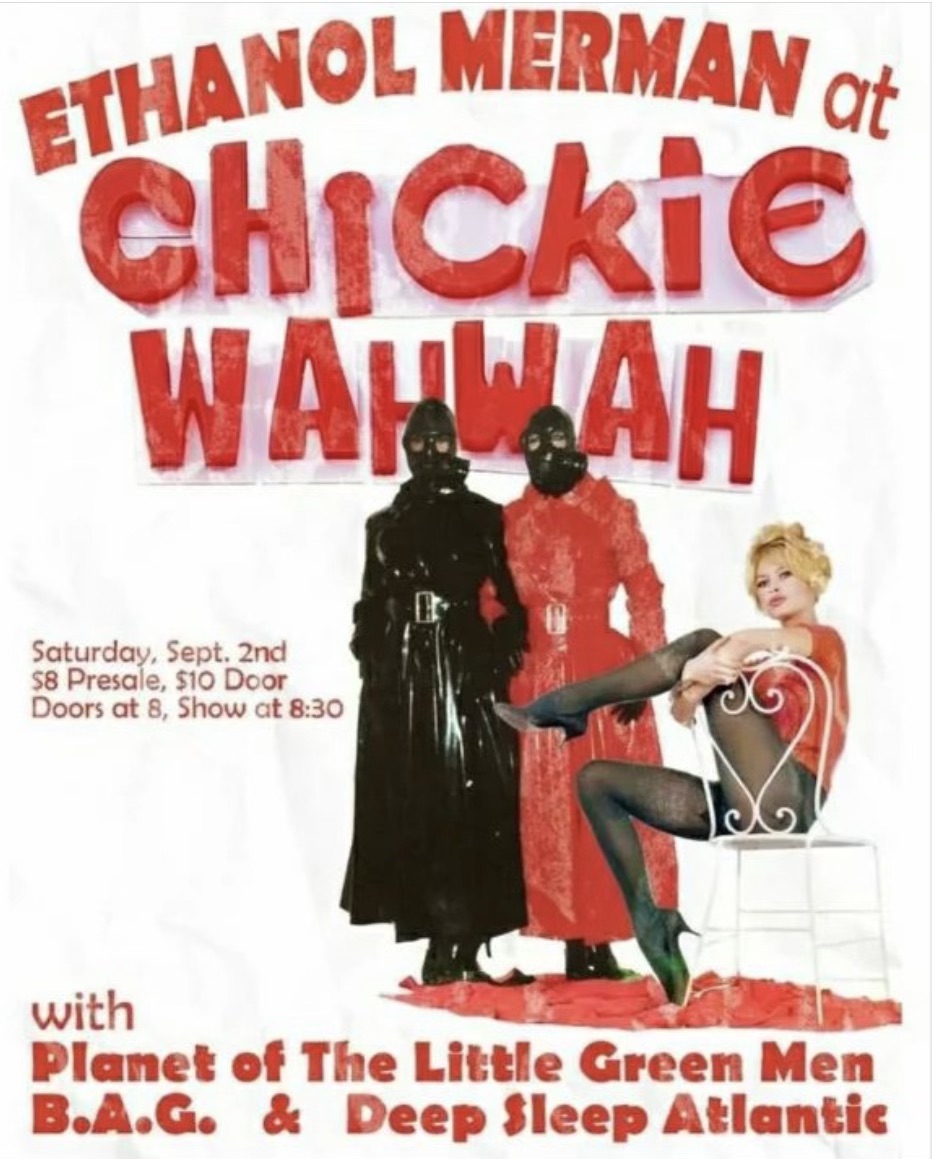 ETHANOL MERMAN at
CHiCKiE
WAHWAH
Saturday, Sept. 2nd
$8 Presale, $10 Door
Doors at 8, Show at 8:30
with
Planet of The Little Green Men
B.A.G. & Deep Sleep Atlantic